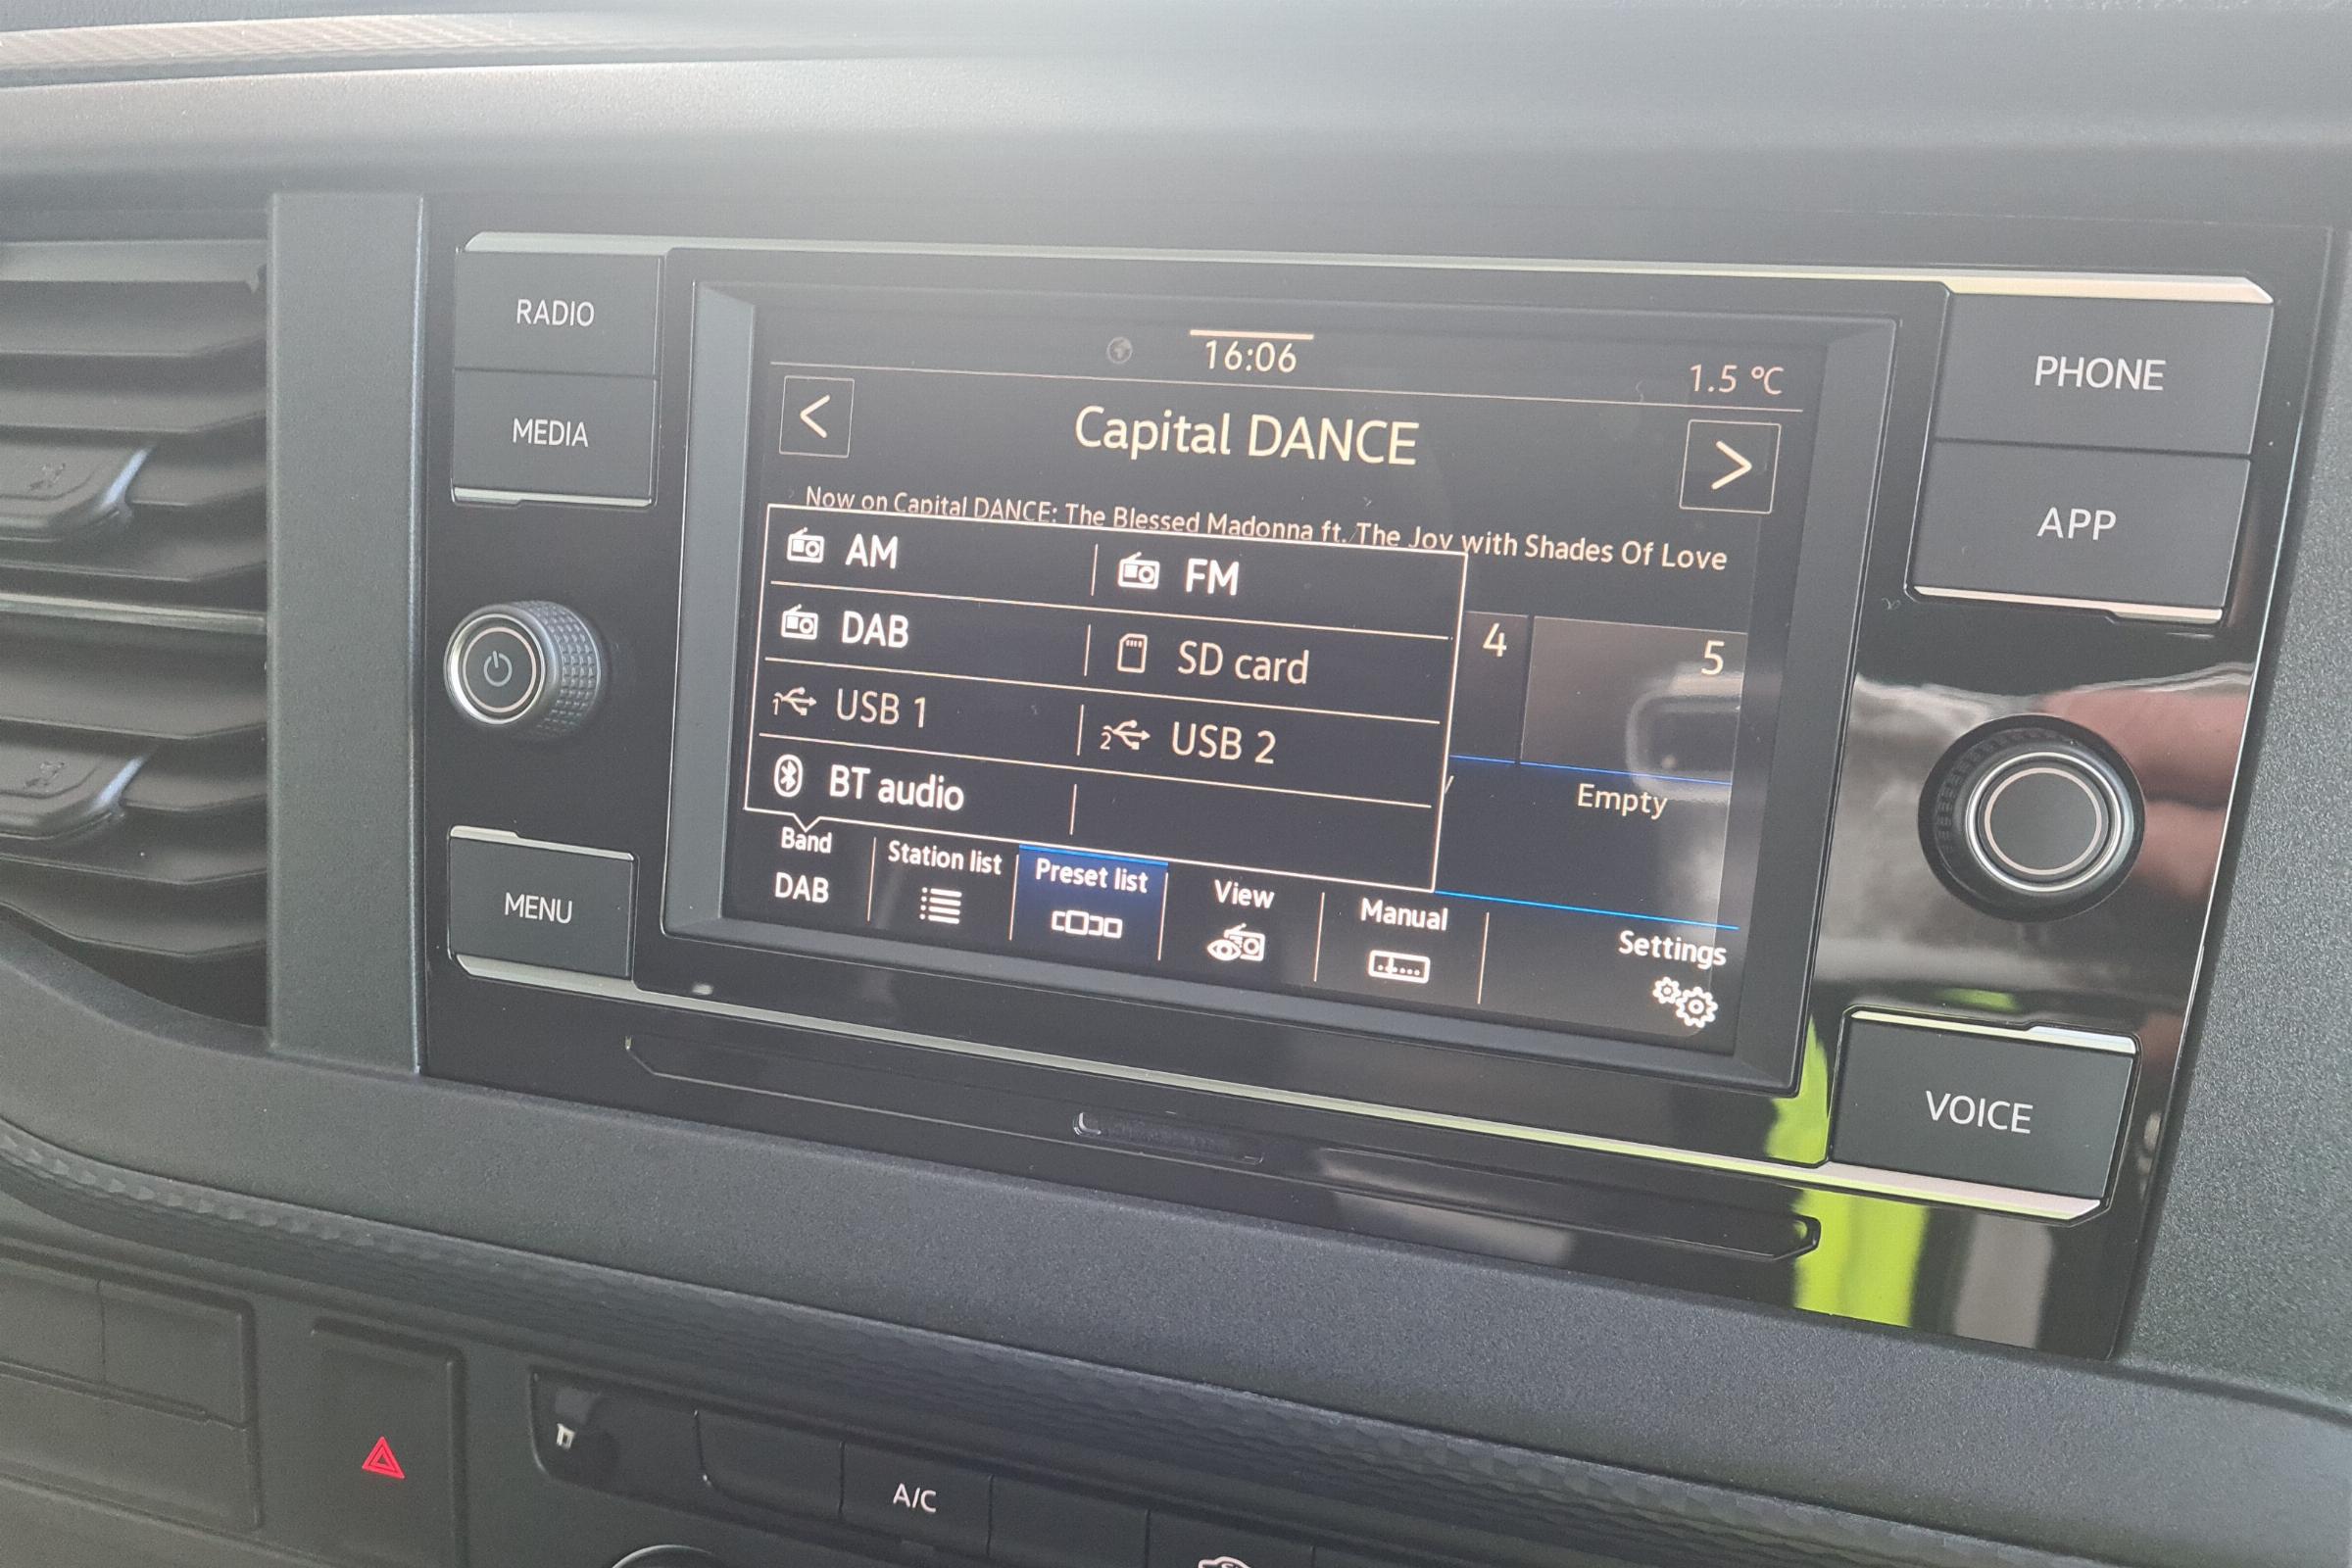 RADIO
MEDIA
MENU
16:06
1.5 °C
< Capital DANCE >
Now on Capital DANCE: The Blessed Madonna ft. The Joy with Shades Of Love
AM
FM
DAB
SD card
1 USB 1
2 USB 2
BT audio
4
5
Empty
Band
DAB
Station list
Preset list
View
Manual
Settings
PHONE
APP
VOICE
A/C